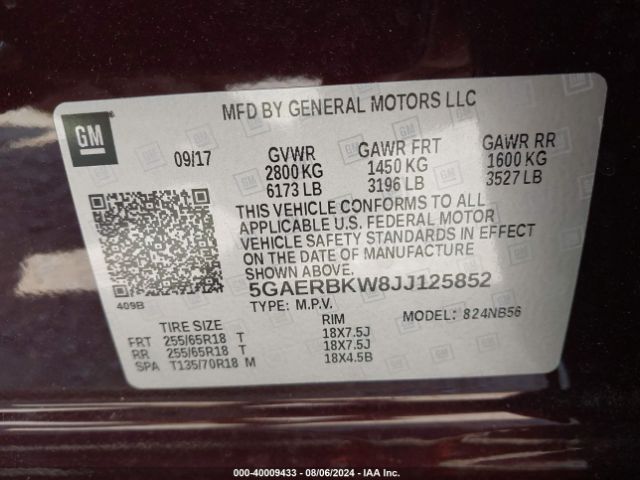 MFD BY GENERAL MOTORS LLC
GM
09/17 GVWR GAWR FRT GAWR RR
2800 KG 1450 KG 1600 KG
6173 LB 3196 LB 3527 LB
THIS VEHICLE CONFORMS TO ALL
APPLICABLE U.S. FEDERAL MOTOR
VEHICLE SAFETY STANDARDS IN EFFECT
ON THE DATE OF MANUFACTURE
SHOWN ABOVE.
409B
5GAERBKW8JJ125852
TYPE: M.P.V. MODEL: 824NB56
TIRE SIZE RIM
FRT 255/65R18 T 18X7.5J
RR 255/65R18 T 18X7.5J
SPA T135/70R18 M 18X4.5B
000-40009433 - 08/06/2024 - IAA Inc.